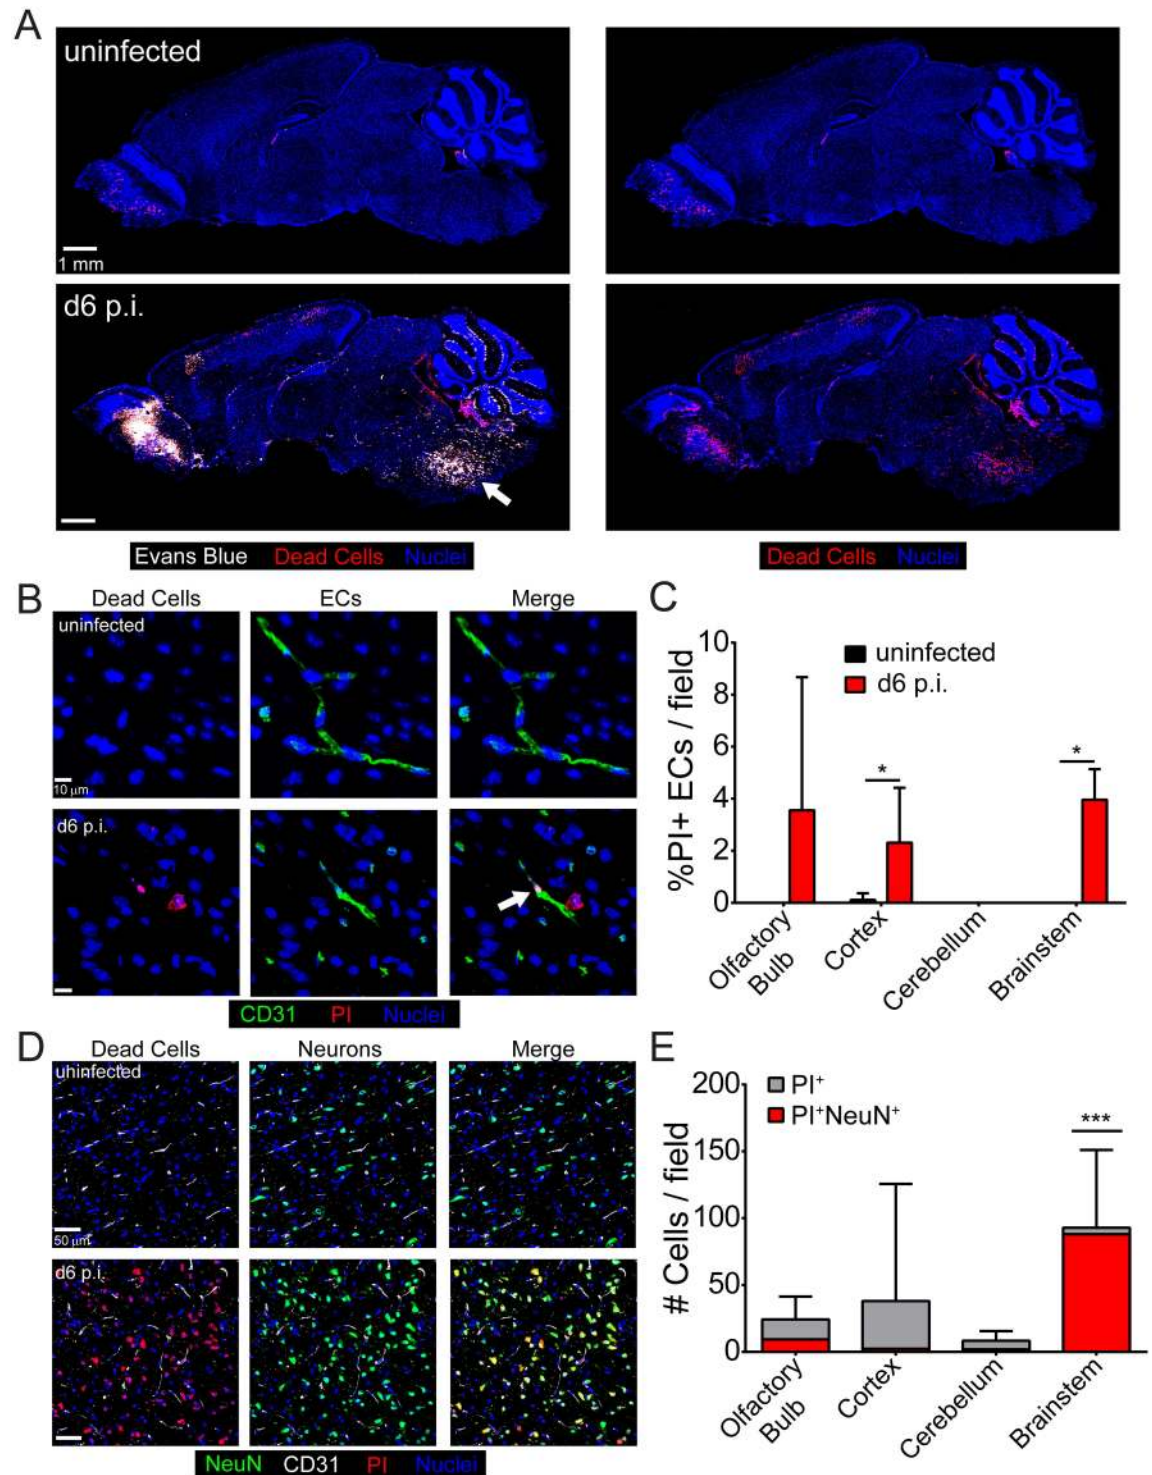 A
uninfected
1 mm
d6 p.i.
Evans Blue Dead Cells Nuclei
Dead Cells Nuclei
B
Dead Cells ECs Merge
uninfected
10 µm
d6 p.i.
CD31 PI Nuclei
C
%PI+ ECs / field
10
8
6
4
2
0
uninfected
d6 p.i.
*
*
Olfactory
Bulb
Cortex
Cerebellum
Brainstem
D
Dead Cells Neurons Merge
uninfected
50 µm
d6 p.i.
NeuN CD31 PI Nuclei
E
# Cells / field
200
150
100
50
0
PI⁺
PI⁺NeuN⁺
***
Olfactory
Bulb
Cortex
Cerebellum
Brainstem